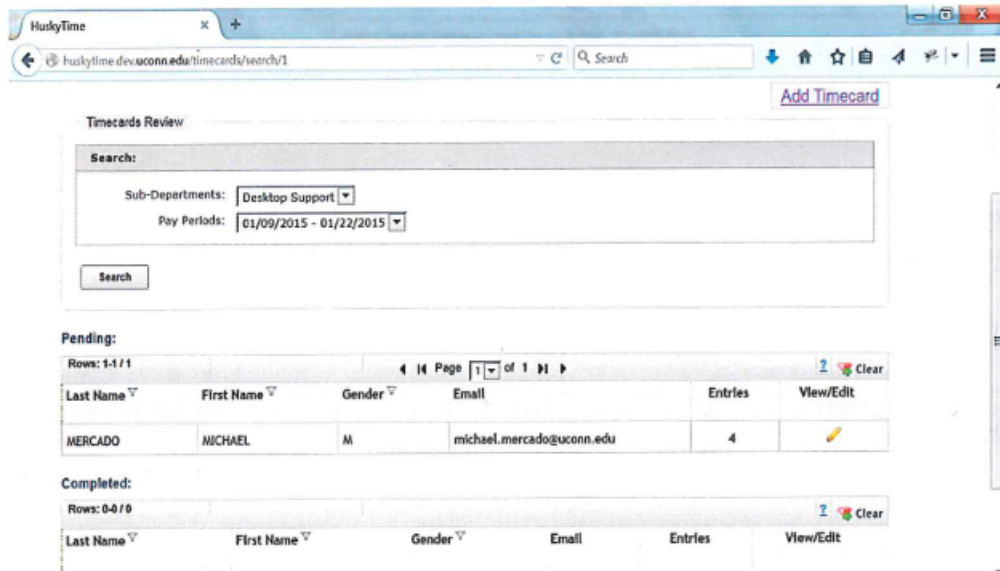 HuskyTime x +
huskytime.dev.uconn.edu/timecards/search/1 Search
Add Timecard
Timecards Review
Search:
Sub-Departments: Desktop Support
Pay Periods: 01/09/2015 - 01/22/2015
Search
Pending:
Rows: 1-1 / 1 Page 1 of 1 ? Clear
Last Name First Name Gender Email Entries View/Edit
MERCADO MICHAEL M michael.mercado@uconn.edu 4
Completed:
Rows: 0-0 / 0 ? Clear
Last Name First Name Gender Email Entries View/Edit